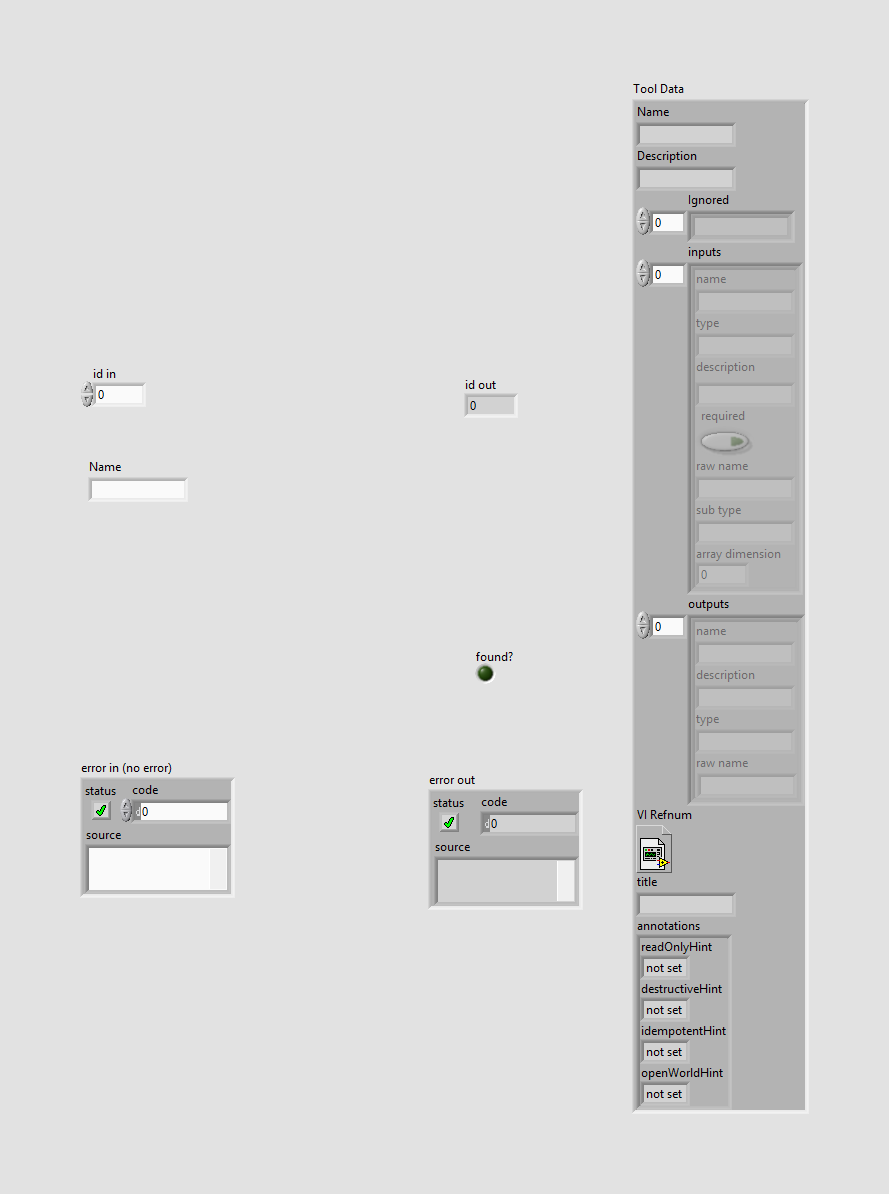 Tool Data
Name
Description
Ignored
0
inputs
0
name
type
description
required
raw name
sub type
array dimension
0
outputs
0
name
description
type
raw name
VI Refnum
title
annotations
readOnlyHint
not set
destructiveHint
not set
idempotentHint
not set
openWorldHint
not set
id in
0
id out
0
Name
found?
error in (no error)
status code
d0
source
error out
status code
d0
source